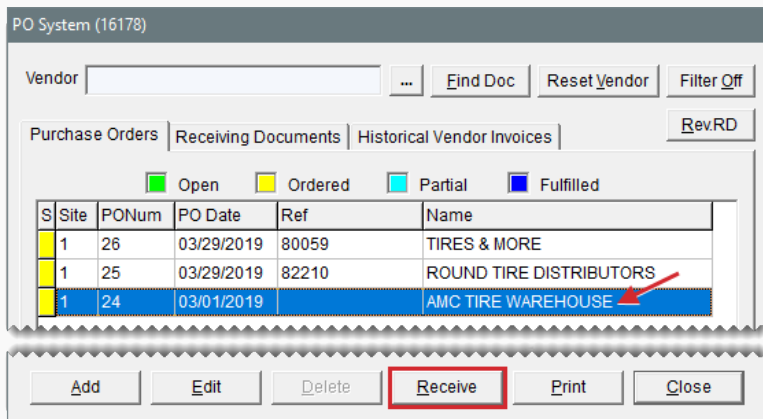 PO System (16178)
Vendor ... Find Doc Reset Vendor Filter Off
Rev.RD
Purchase Orders Receiving Documents Historical Vendor Invoices
Open Ordered Partial Fulfilled
S Site PONum PO Date Ref Name
1 26 03/29/2019 80059 TIRES & MORE
1 25 03/29/2019 82210 ROUND TIRE DISTRIBUTORS
1 24 03/01/2019 AMC TIRE WAREHOUSE
Add Edit Delete Receive Print Close